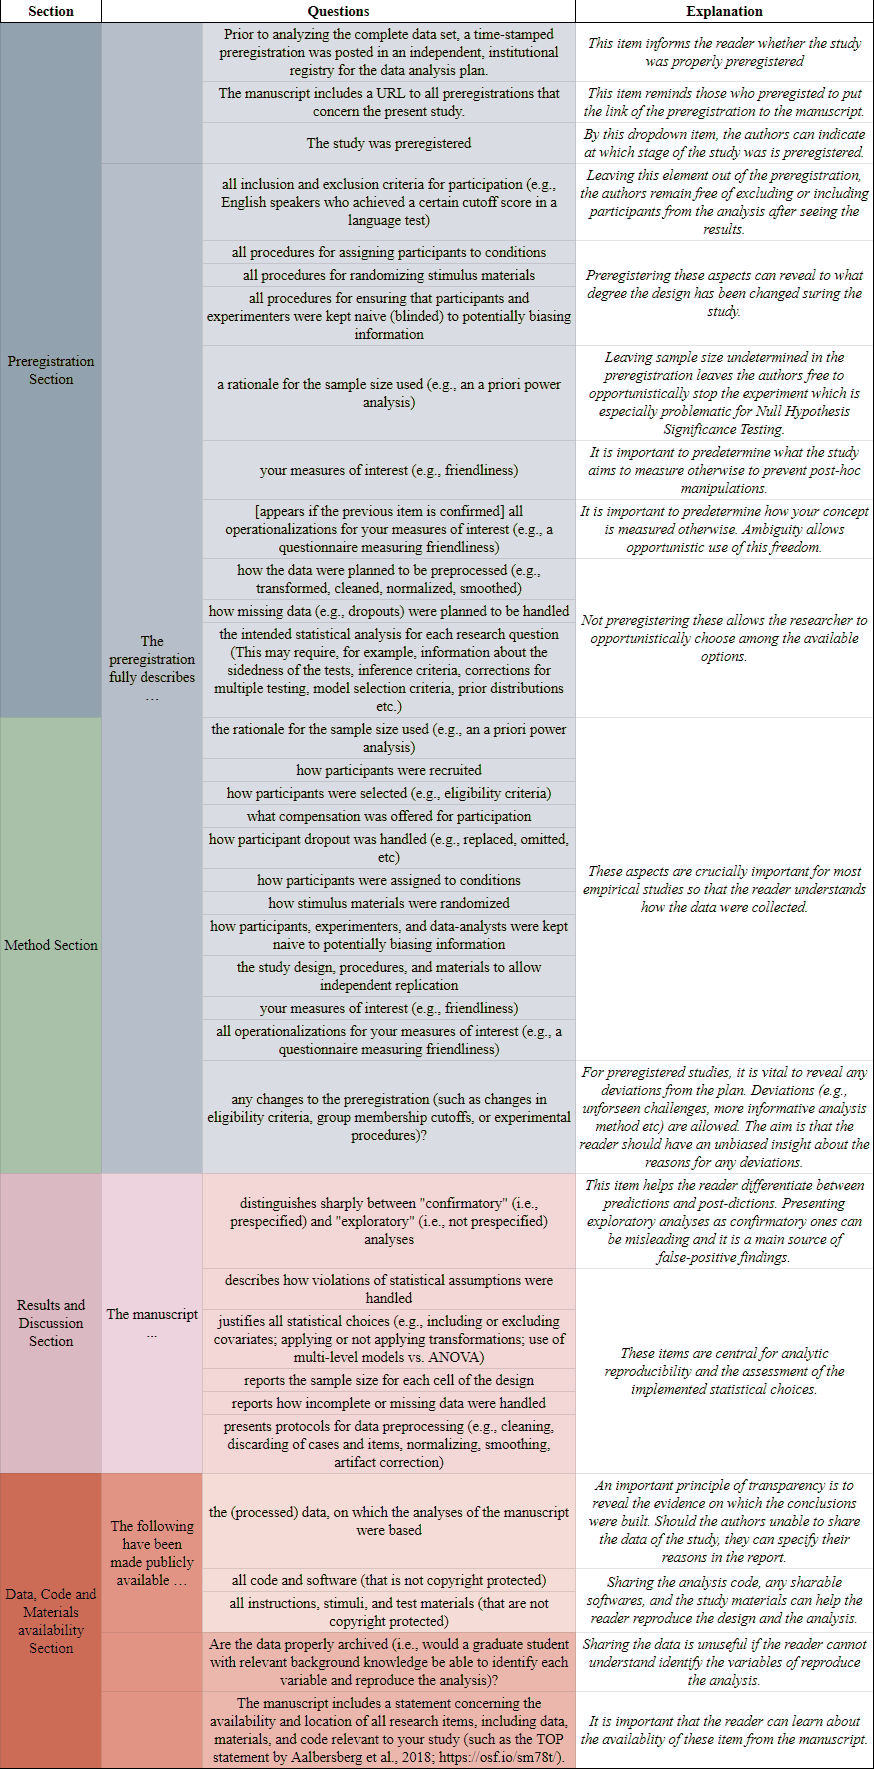 Section
Questions
Explanation
Preregistration
Section
Prior to analyzing the complete data set, a time-stamped
preregistration was posted in an independent, institutional
registry for the data analysis plan.
This item informs the reader whether the study
was properly preregistered
The manuscript includes a URL to all preregistrations that
concern the present study.
This item reminds those who preregisted to put
the link of the preregistration to the manuscript.
The study was preregistered
By this dropdown item, the authors can indicate
at which stage of the study was is preregistered.
The
preregistration
fully describes
…
all inclusion and exclusion criteria for participation (e.g.,
English speakers who achieved a certain cutoff score in a
language test)
Leaving this element out of the preregistration,
the authors remain free of excluding or including
participants from the analysis after seeing the
results.
all procedures for assigning participants to conditions
all procedures for randomizing stimulus materials
all procedures for ensuring that participants and
experimenters were kept naive (blinded) to potentially biasing
information
Preregistering these aspects can reveal to what
degree the design has been changed suring the
study.
a rationale for the sample size used (e.g., an a priori power
analysis)
Leaving sample size undetermined in the
preregistration leaves the authors free to
opportunistically stop the experiment which is
especially problematic for Null Hypothesis
Significance Testing.
your measures of interest (e.g., friendliness)
It is important to predetermine what the study
aims to measure otherwise to prevent post-hoc
manipulations.
[appears if the previous item is confirmed] all
operationalizations for your measures of interest (e.g., a
questionnaire measuring friendliness)
It is important to predetermine how your concept
is measured otherwise. Ambiguity allows
opportunistic use of this freedom.
how the data were planned to be preprocessed (e.g.,
transformed, cleaned, normalized, smoothed)
how missing data (e.g., dropouts) were planned to be handled
the intended statistical analysis for each research question
(This may require, for example, information about the
sidedness of the tests, inference criteria, corrections for
multiple testing, model selection criteria, prior distributions
etc.)
Not preregistering these allows the researcher to
opportunistically choose among the available
options.
Method Section
the rationale for the sample size used (e.g., an a priori power
analysis)
how participants were recruited
how participants were selected (e.g., eligibility criteria)
what compensation was offered for participation
how participant dropout was handled (e.g., replaced, omitted,
etc)
how participants were assigned to conditions
how stimulus materials were randomized
how participants, experimenters, and data-analysts were kept
naive to potentially biasing information
the study design, procedures, and materials to allow
independent replication
your measures of interest (e.g., friendliness)
all operationalizations for your measures of interest (e.g., a
questionnaire measuring friendliness)
These aspects are crucially important for most
empirical studies so that the reader understands
how the data were collected.
any changes to the preregistration (such as changes in
eligibility criteria, group membership cutoffs, or experimental
procedures)?
For preregistered studies, it is vital to reveal any
deviations from the plan. Deviations (e.g.,
unforseen challenges, more informative analysis
method etc) are allowed. The aim is that the
reader should have an unbiased insight about the
reasons for any deviations.
Results and
Discussion
Section
The manuscript
...
distinguishes sharply between "confirmatory" (i.e.,
prespecified) and "exploratory" (i.e., not prespecified)
analyses
This item helps the reader differentiate between
predictions and post-dictions. Presenting
exploratory analyses as confirmatory ones can
be misleading and it is a main source of
false-positive findings.
describes how violations of statistical assumptions were
handled
justifies all statistical choices (e.g., including or excluding
covariates; applying or not applying transformations; use of
multi-level models vs. ANOVA)
reports the sample size for each cell of the design
reports how incomplete or missing data were handled
presents protocols for data preprocessing (e.g., cleaning,
discarding of cases and items, normalizing, smoothing,
artifact correction)
These items are central for analytic
reproducibility and the assessment of the
implemented statistical choices.
Data, Code and
Materials
availability
Section
The following
have been
made publicly
available …
the (processed) data, on which the analyses of the manuscript
were based
An important principle of transparency is to
reveal the evidence on which the conclusions
were built. Should the authors unable to share
the data of the study, they can specify their
reasons in the report.
all code and software (that is not copyright protected)
all instructions, stimuli, and test materials (that are not
copyright protected)
Sharing the analysis code, any sharable
softwares, and the study materials can help the
reader reproduce the design and the analysis.
Are the data properly archived (i.e., would a graduate student
with relevant background knowledge be able to identify each
variable and reproduce the analysis)?
Sharing the data is unuseful if the reader cannot
understand identify the variables of reproduce
the analysis.
The manuscript includes a statement concerning the
availability and location of all research items, including data,
materials, and code relevant to your study (such as the TOP
statement by Aalbersberg et al., 2018; https://osf.io/sm78t/).
It is important that the reader can learn about
the availablity of these item from the manuscript.